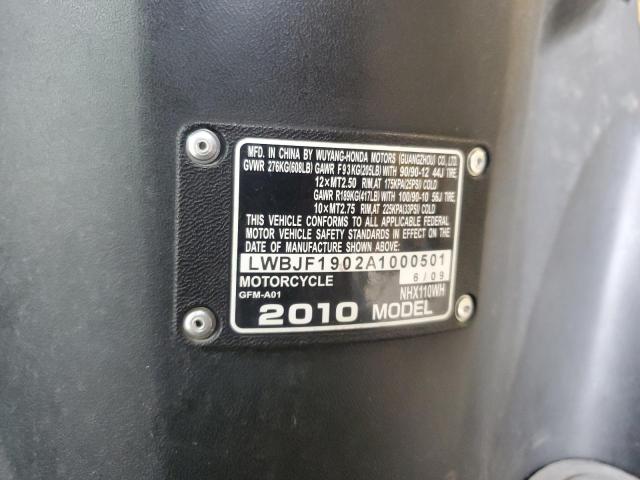 MFD. IN CHINA BY WUYANG-HONDA MOTORS (GUANGZHOU) CO., LTD.
GVWR 276KG(608LB) GAWR F93KG(205LB)WITH 90/90-12 44J TIRE,
12×MT2.50 RIM,AT 175KPA(25PSI) COLD
GAWR R189KG(417LB)WITH 100/90-10 56J TIRE,
10×MT2.75 RIM,AT 225KPA(33PSI) COLD
THIS VEHICLE CONFORMS TO ALL APPLICABLE FEDERAL
MOTOR VEHICLE SAFETY STANDARDS IN EFFECT ON THE
DATE OF MANUFACTURE SHOWN ABOVE:
LWBJF1902A1000501
MOTORCYCLE 6/09
GFM-A01 NHX110WH
2010 MODEL